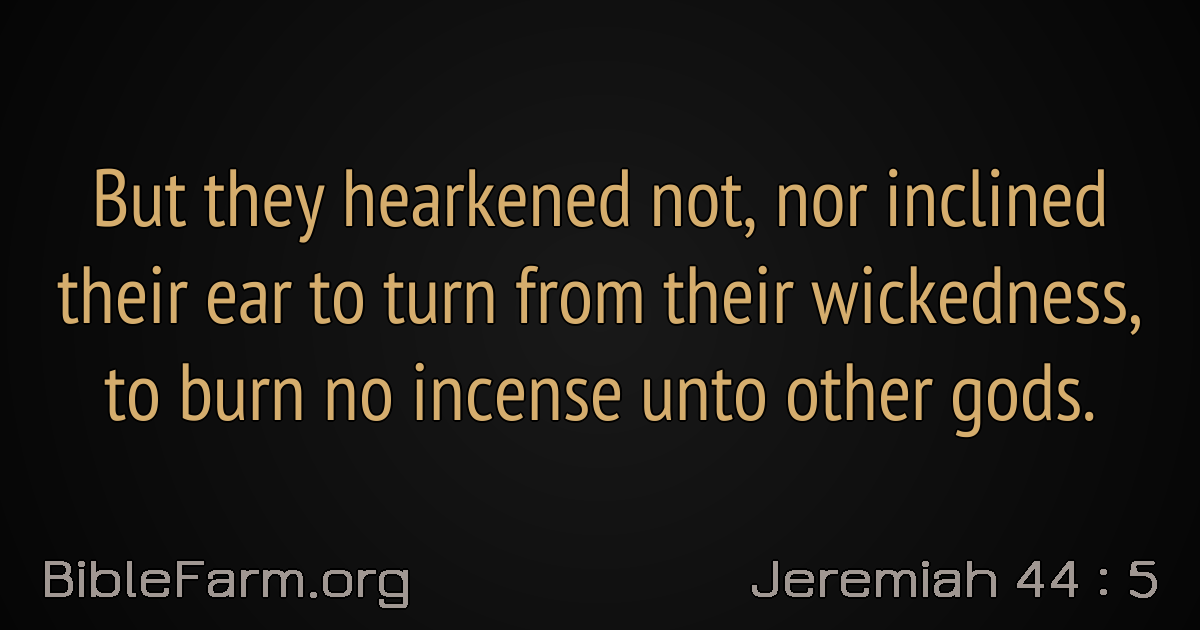 But they hearkened not, nor inclined
their ear to turn from their wickedness,
to burn no incense unto other gods.
BibleFarm.org
Jeremiah 44 : 5